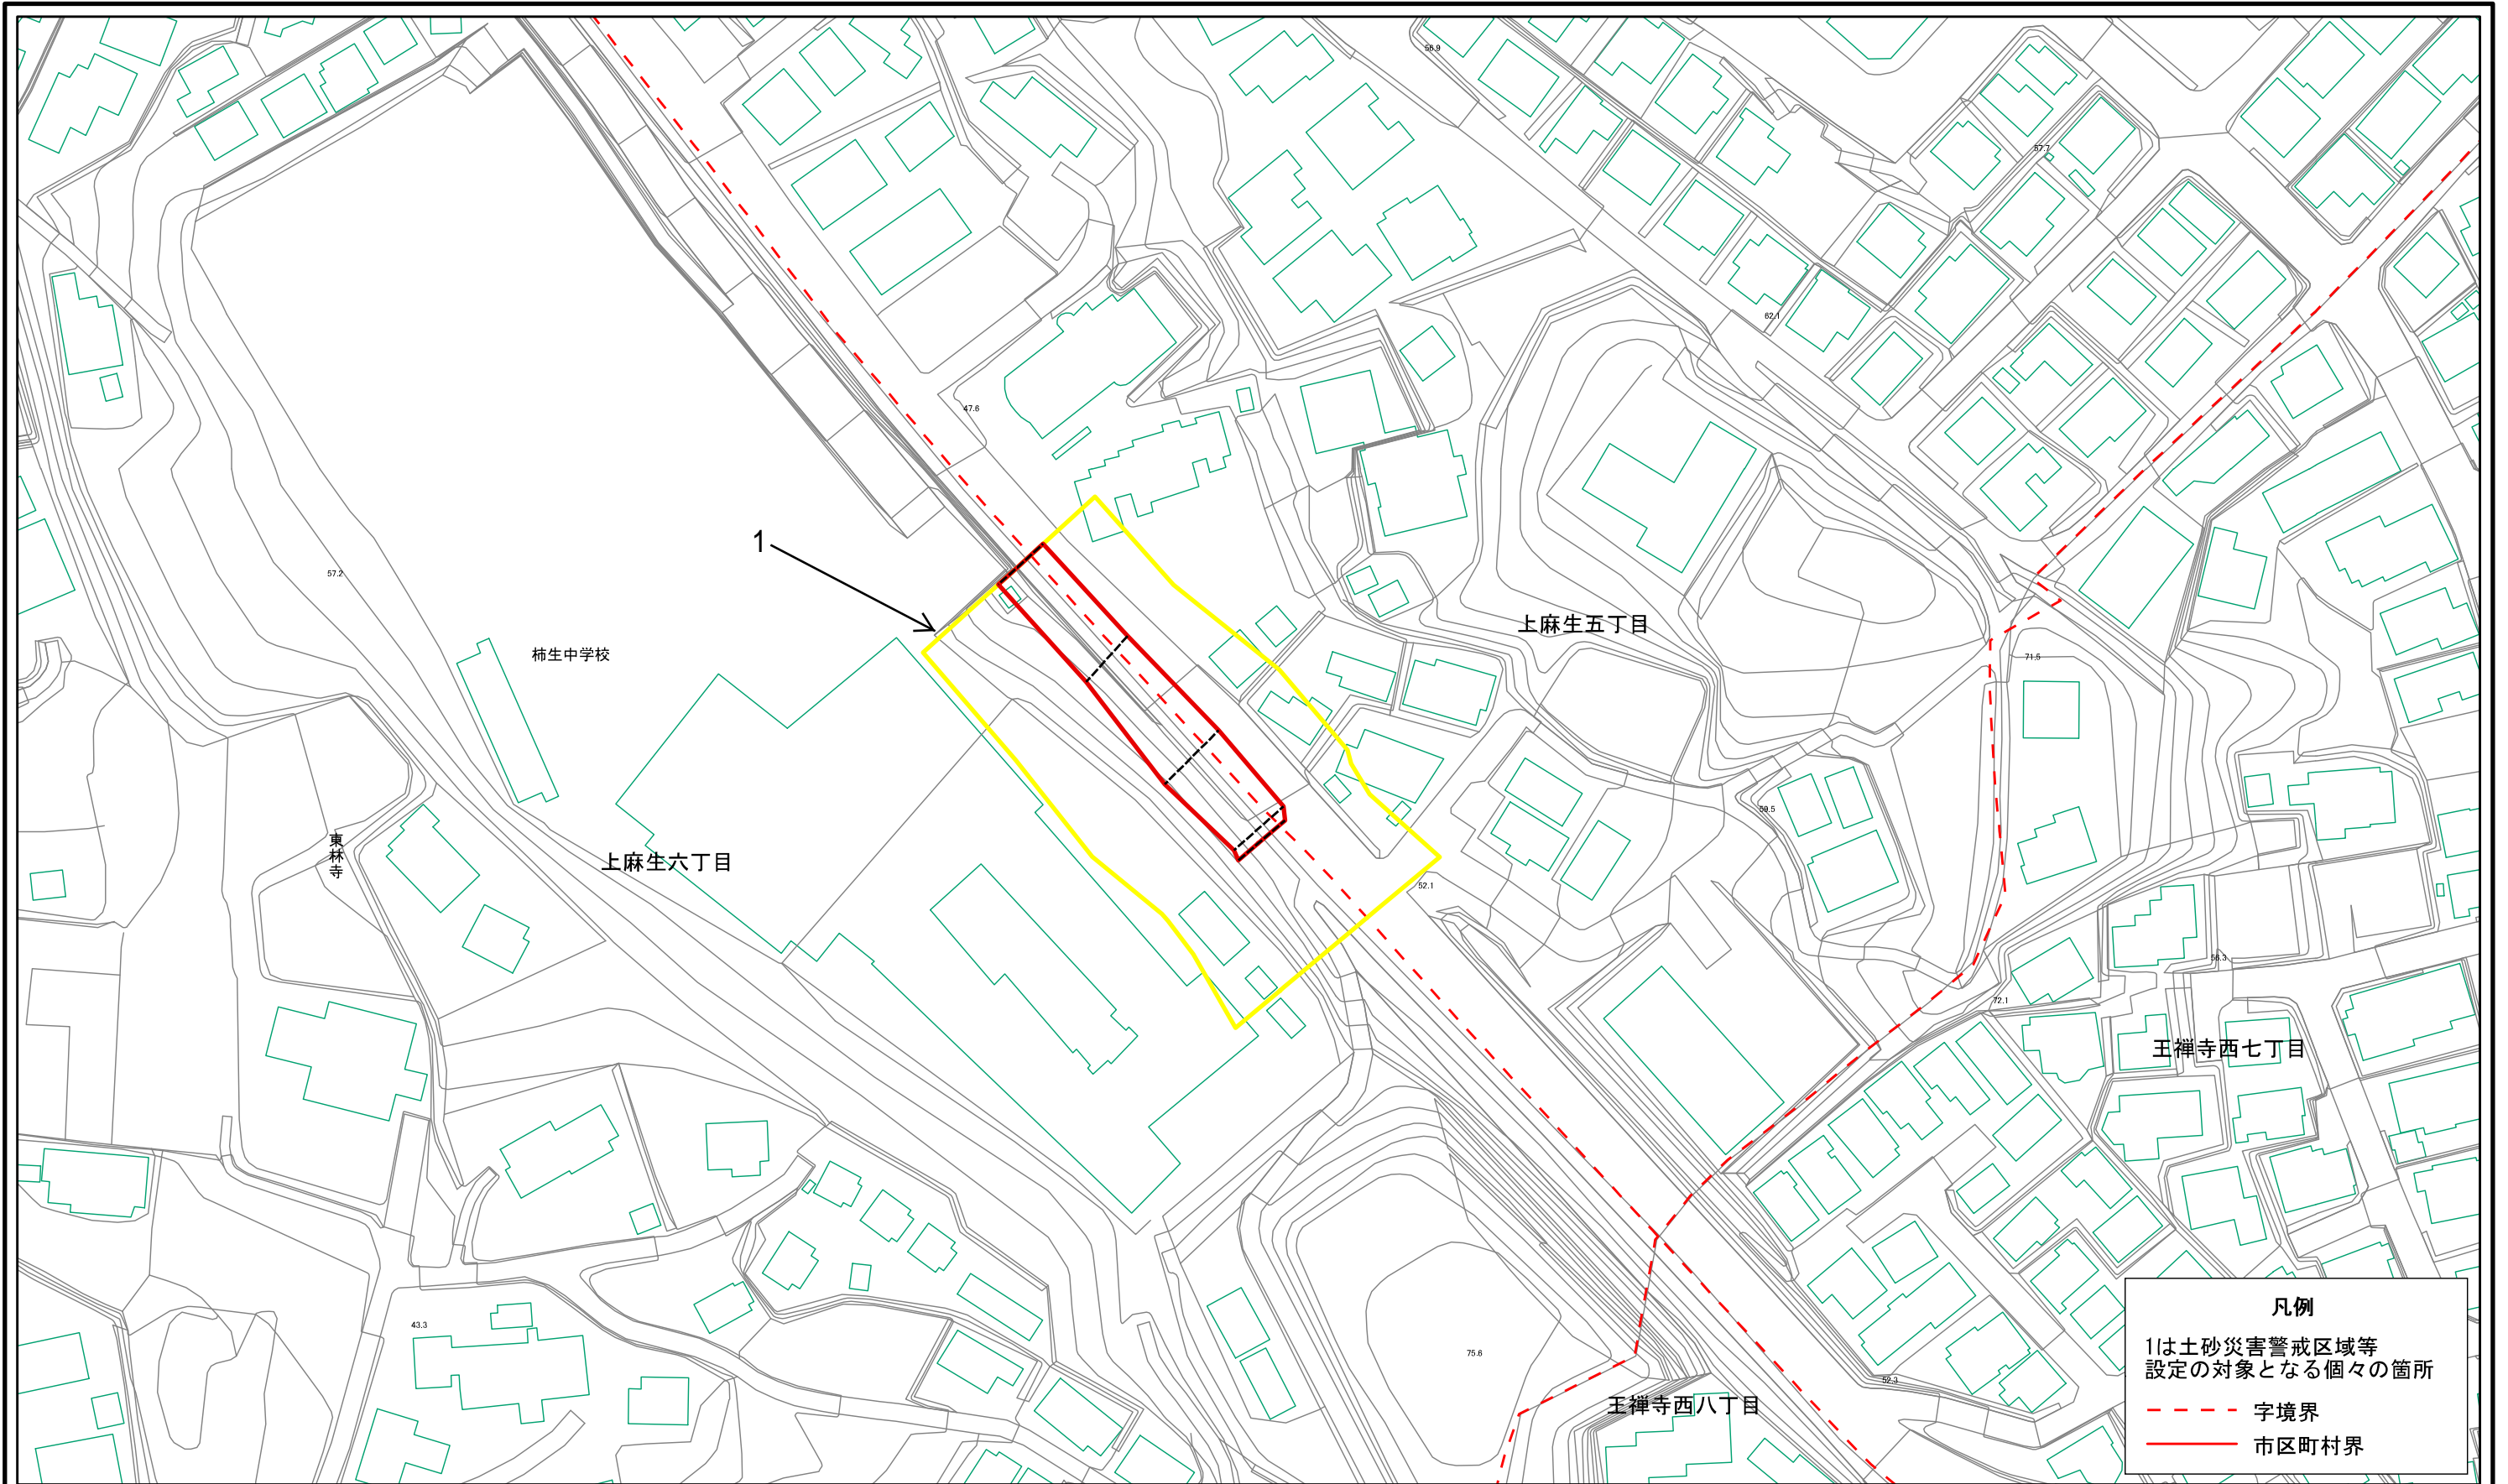 56.9
57.7
62.1
47.6
1
57.2
上麻生五丁目
柿生中学校
71.5
59.5
東林寺
上麻生六丁目
52.1
56.3
72.1
王禅寺西七丁目
凡例
1は土砂災害警戒区域等
設定の対象となる個々の箇所
43.3
75.6
52.3
王禅寺西八丁目
字境界
市区町村界